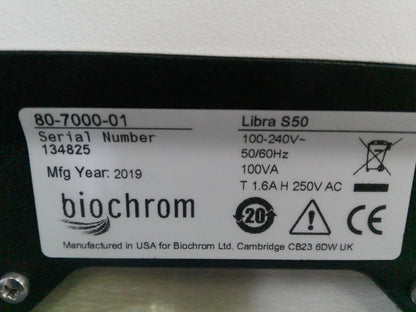 80-7000-01
Serial Number
134825
Mfg Year: 2019
biochrom
Libra S50
100-240V~
50/60Hz
100VA
T 1.6A H 250V AC
20
CE
Manufactured in USA for Biochrom Ltd, Cambridge CB23 6DW UK